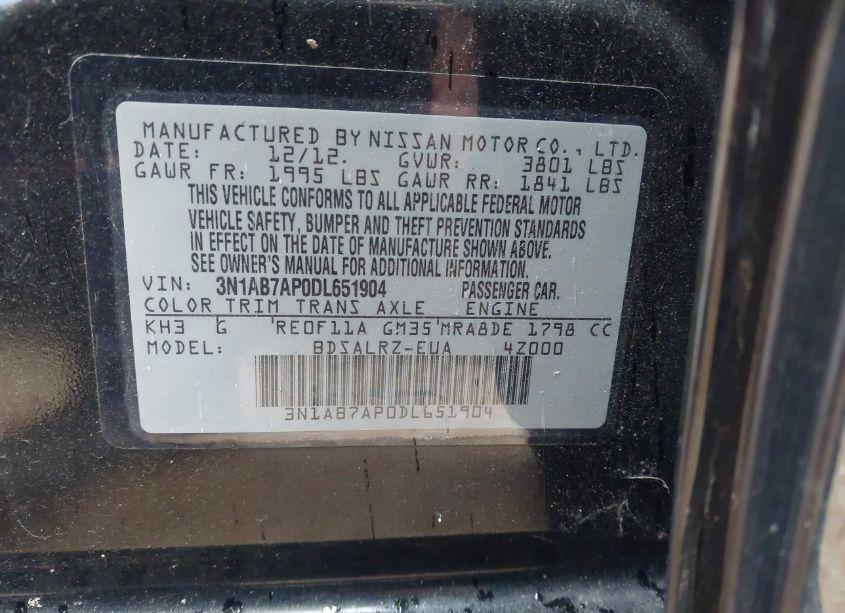 MANUFACTURED BY NISSAN MOTOR CO., LTD.
DATE: 12/12. GVWR: 3801 LBS
GAWR FR: 1995 LBS GAWR RR: 1841 LBS
THIS VEHICLE CONFORMS TO ALL APPLICABLE FEDERAL MOTOR
VEHICLE SAFETY, BUMPER AND THEFT PREVENTION STANDARDS
IN EFFECT ON THE DATE OF MANUFACTURE SHOWN ABOVE.
SEE OWNER'S MANUAL FOR ADDITIONAL INFORMATION.
VIN: 3N1AB7AP0DL651904 PASSENGER CAR.
COLOR TRIM TRANS AXLE ENGINE
KH3 G RE0F11A GM35 MRA8DE 1798 CC
MODEL: BDSALRZ-EUA 4Z000
3N1AB7AP0DL651904